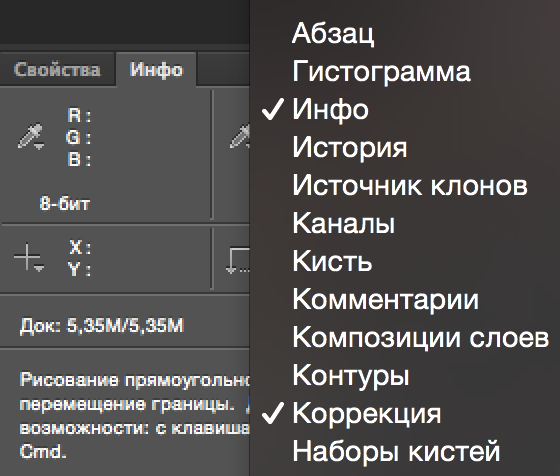 Свойства Инфо
R :
G :
B :
8-бит
X :
Y :
Док: 5,35M/5,35M
Рисование прямоугольно
перемещение границы.
возможности: с клавиша
Cmd.
Абзац
Гистограмма
Инфо
История
Источник клонов
Каналы
Кисть
Комментарии
Композиции слоев
Контуры
Коррекция
Наборы кистей